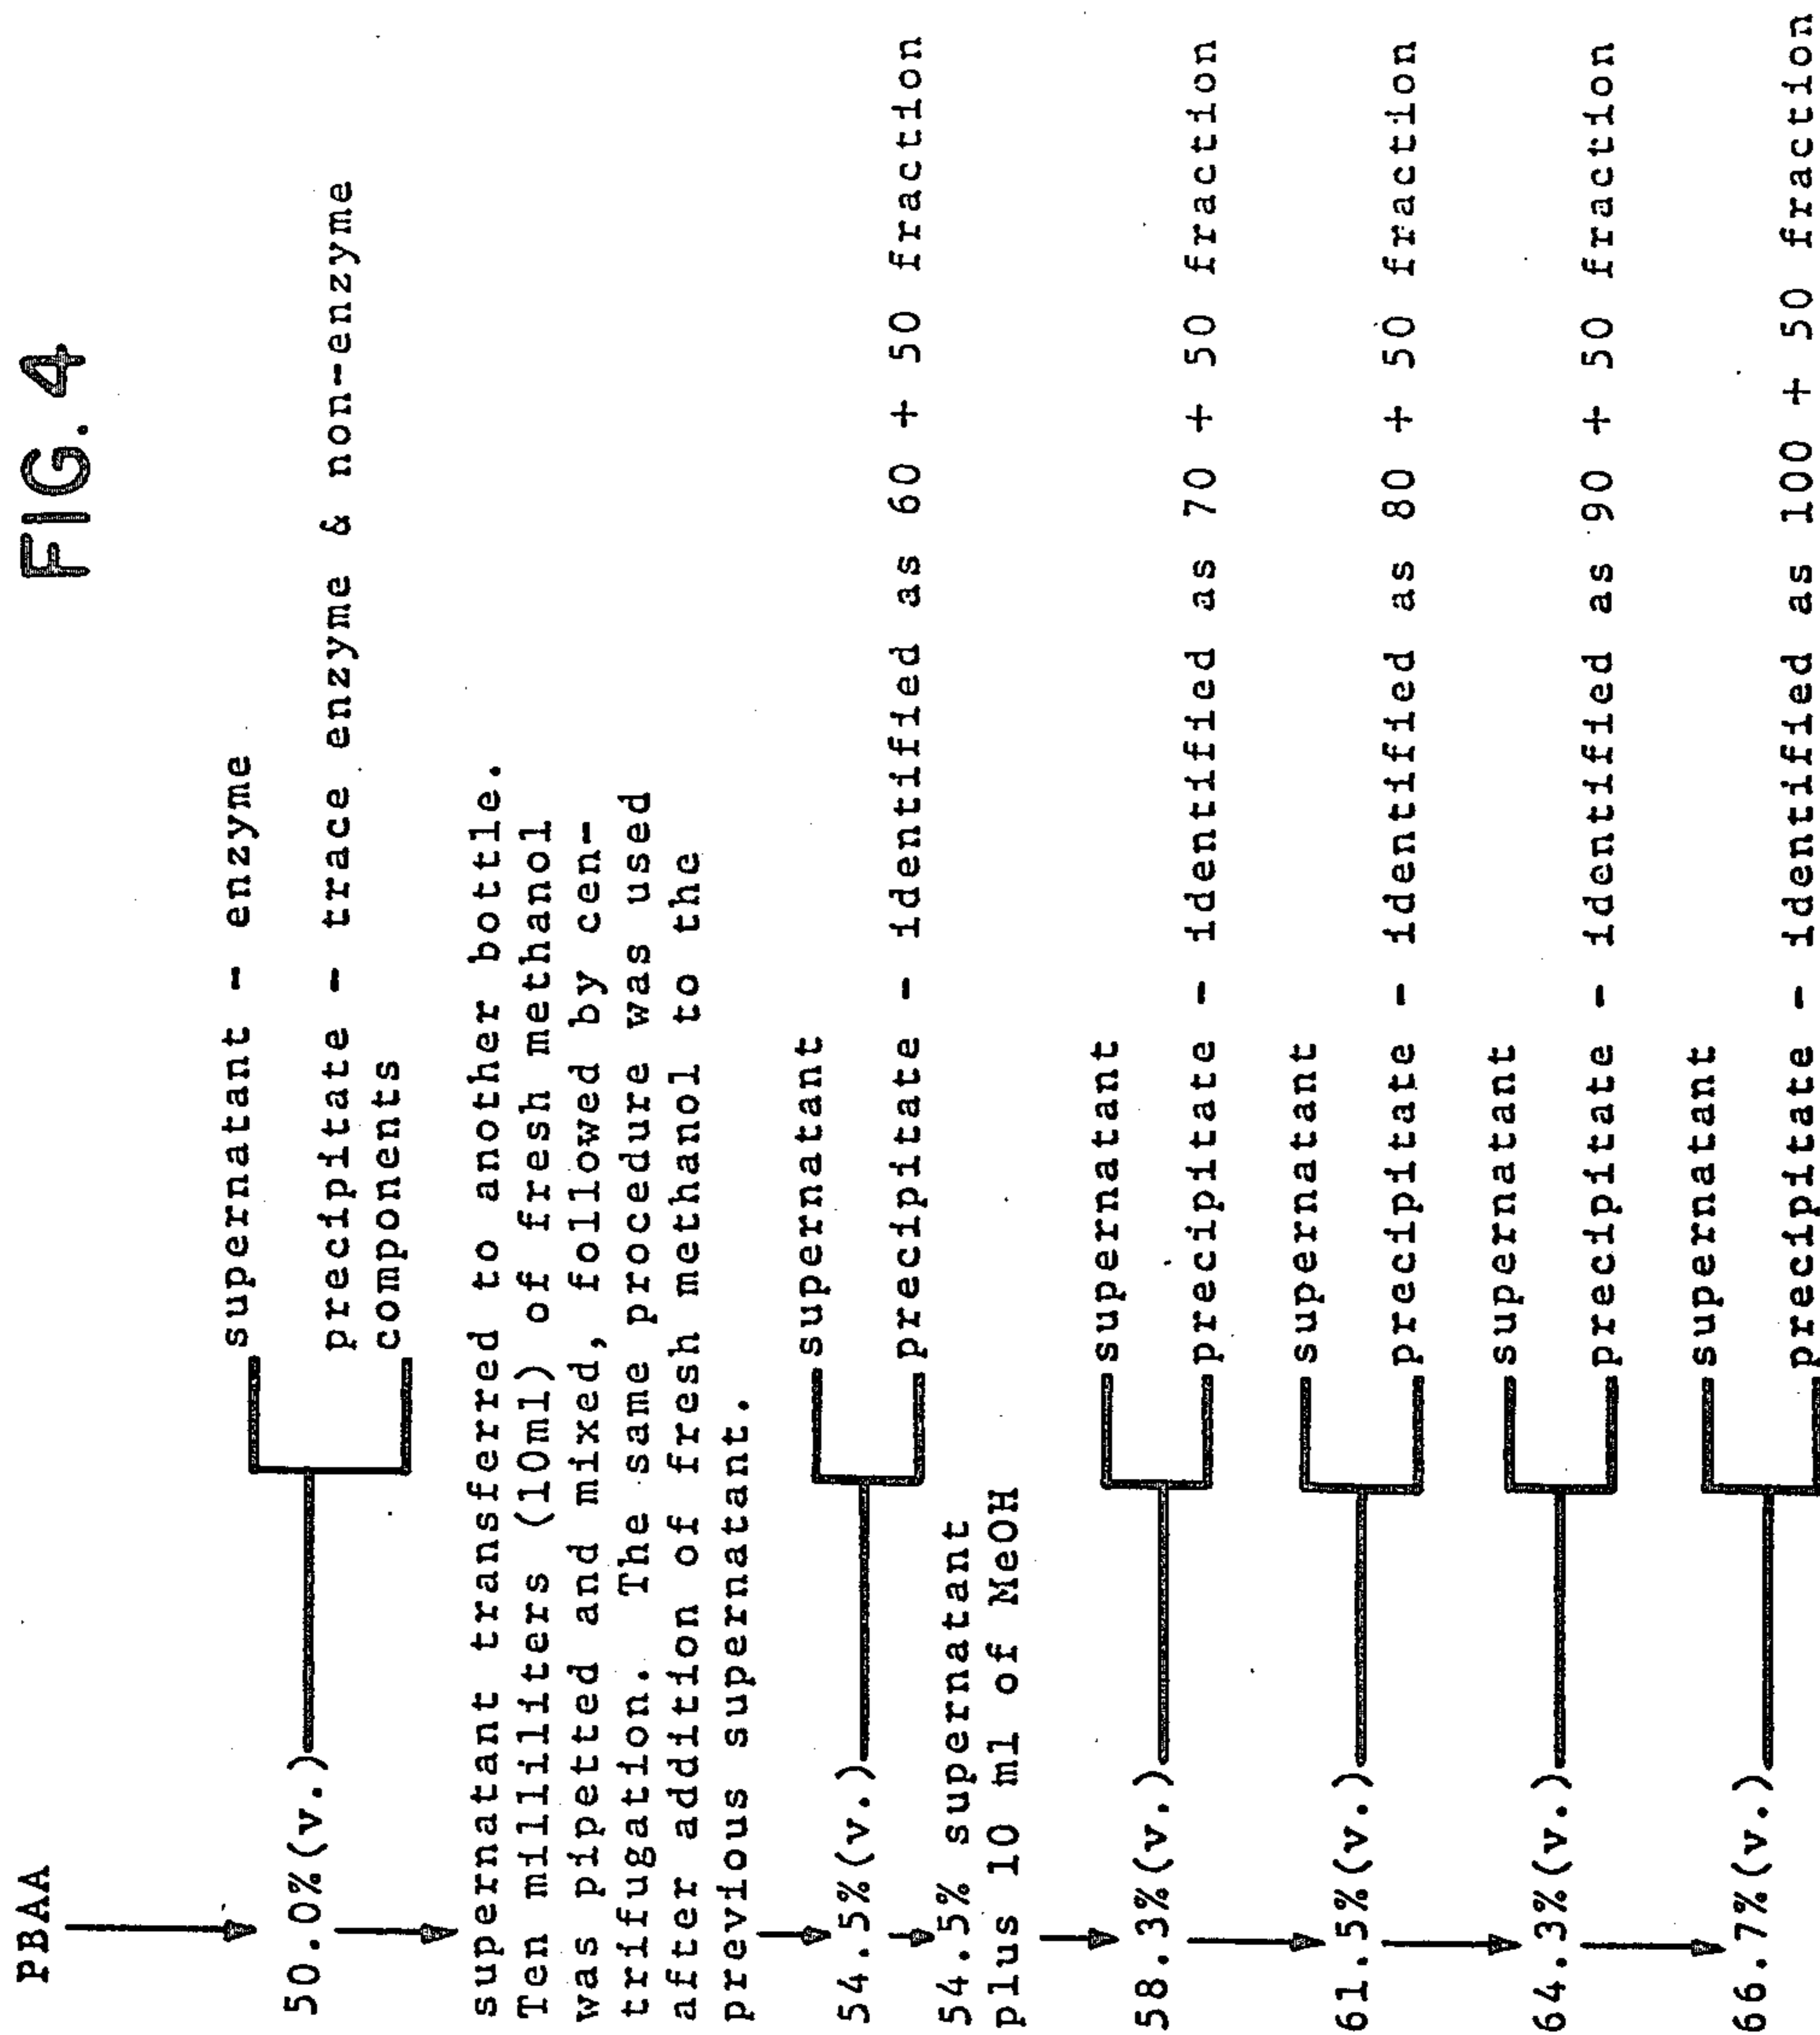 FIG. 4
PBAA
supernatant - enzyme
50.0%(v.)
precipitate - trace enzyme & non-enzyme
components
supernatant transferred to another bottle.
Ten milliliters (10ml) of fresh methanol
was pipetted and mixed, followed by cen-
trifugation. The same procedure was used
after addition of fresh methanol to the
previous supernatant.
supernatant
54.5%(v.)
precipitate - identified as 60 + 50 fraction
54.5% supernatant
plus 10 ml of MeOH
supernatant
58.3%(v.)
precipitate - identified as 70 + 50 fraction
supernatant
61.5%(v.)
precipitate - identified as 80 + 50 fraction
supernatant
64.3%(v.)
precipitate - identified as 90 + 50 fraction
supernatant
66.7%(v.)
precipitate - identified as 100 + 50 fraction